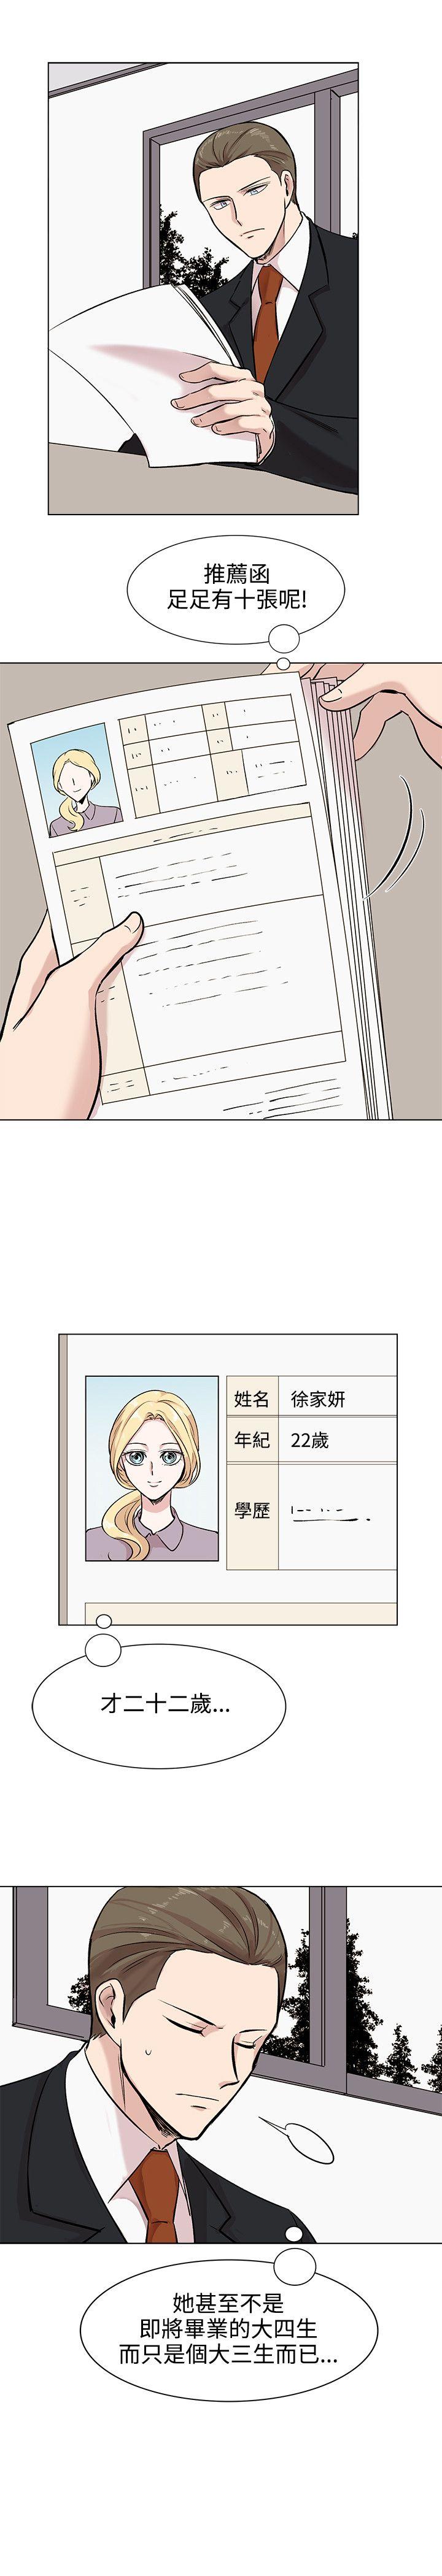 推薦函
足足有十張呢!
姓名 徐家妍
年紀 22歲
學歷
才二十二歲...
她甚至不是
即將畢業的大四生
而只是個大三生而已...